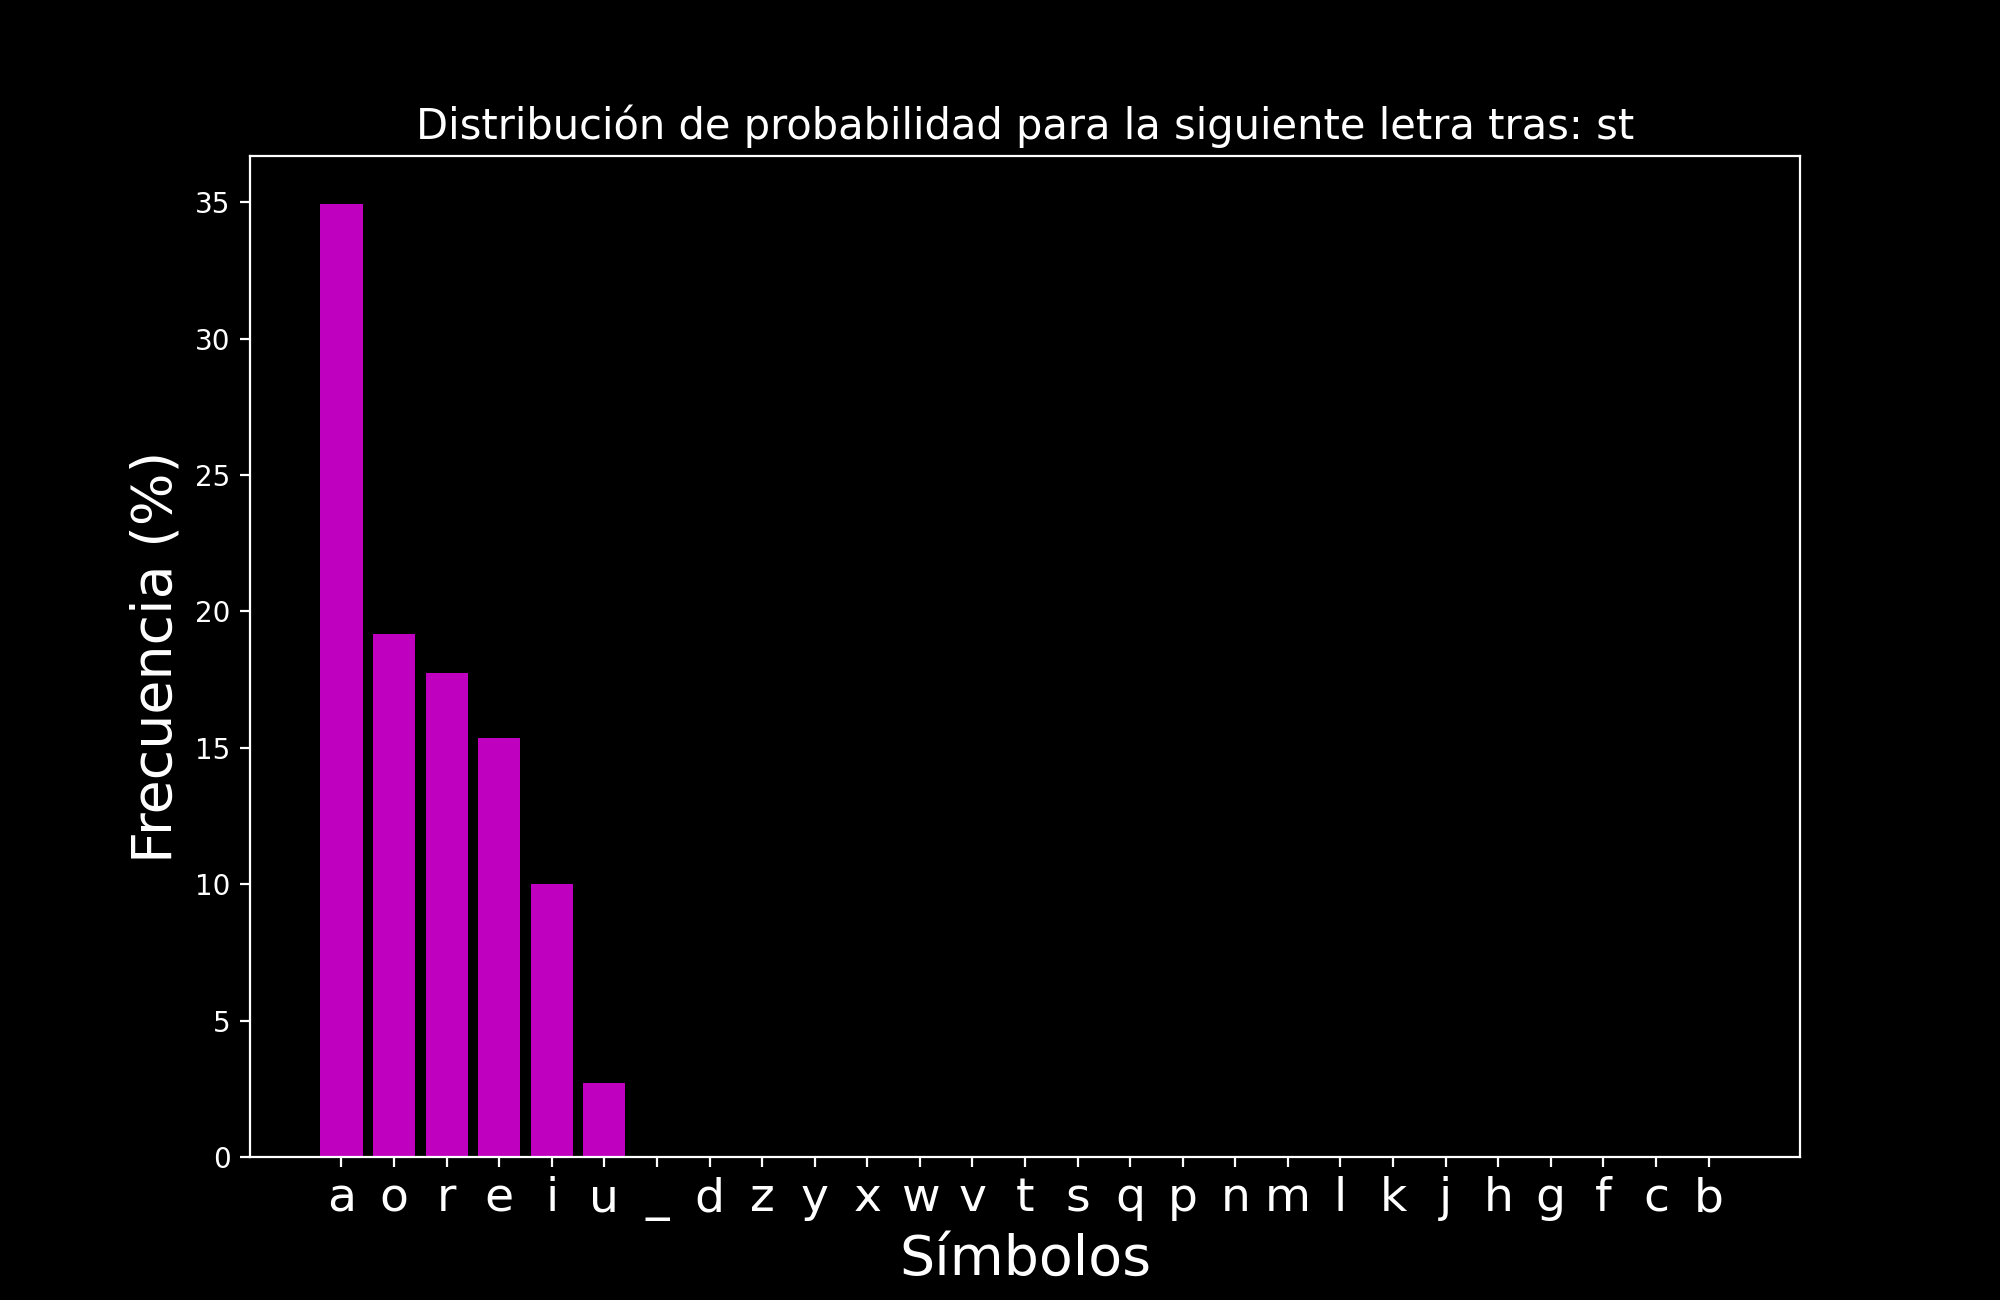 Distribución de probabilidad para la siguiente letra tras: st
Frecuencia (%)
35
30
25
20
15
10
5
0
a o r e i u _ d z y x w v t s q p n m l k j h g f c b
Símbolos